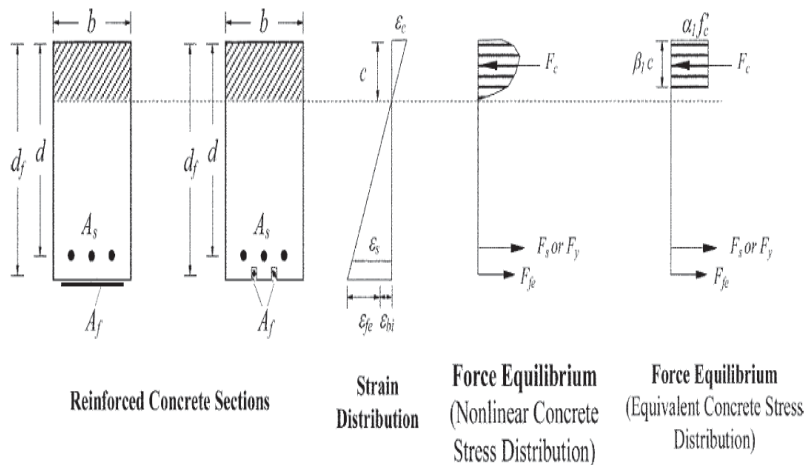 b
b
ε_c
α_1 f'_c
c
F_c
β_1 c
F_c
d_f
d
d_f
d
A_s
A_s
ε_s
F_s or F_y
F_s or F_y
F_fe
F_fe
A_f
A_f
ε_fe
ε_bi
Reinforced Concrete Sections
Strain
Distribution
Force Equilibrium
(Nonlinear Concrete
Stress Distribution)
Force Equilibrium
(Equivalent Concrete Stress
Distribution)